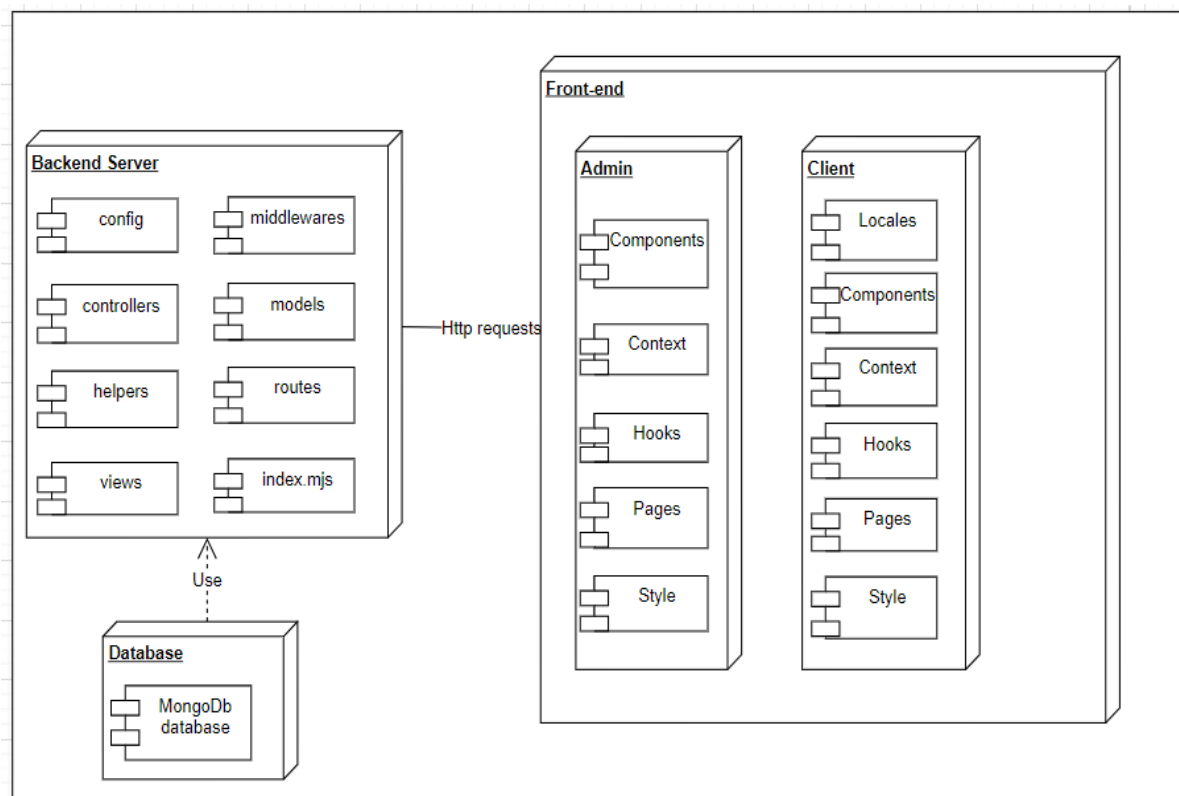 Backend Server
config
middlewares
controllers
models
helpers
routes
views
index.mjs
Use
Database
MongoDb
database
Http requests
Front-end
Admin
Components
Context
Hooks
Pages
Style
Client
Locales
Components
Context
Hooks
Pages
Style